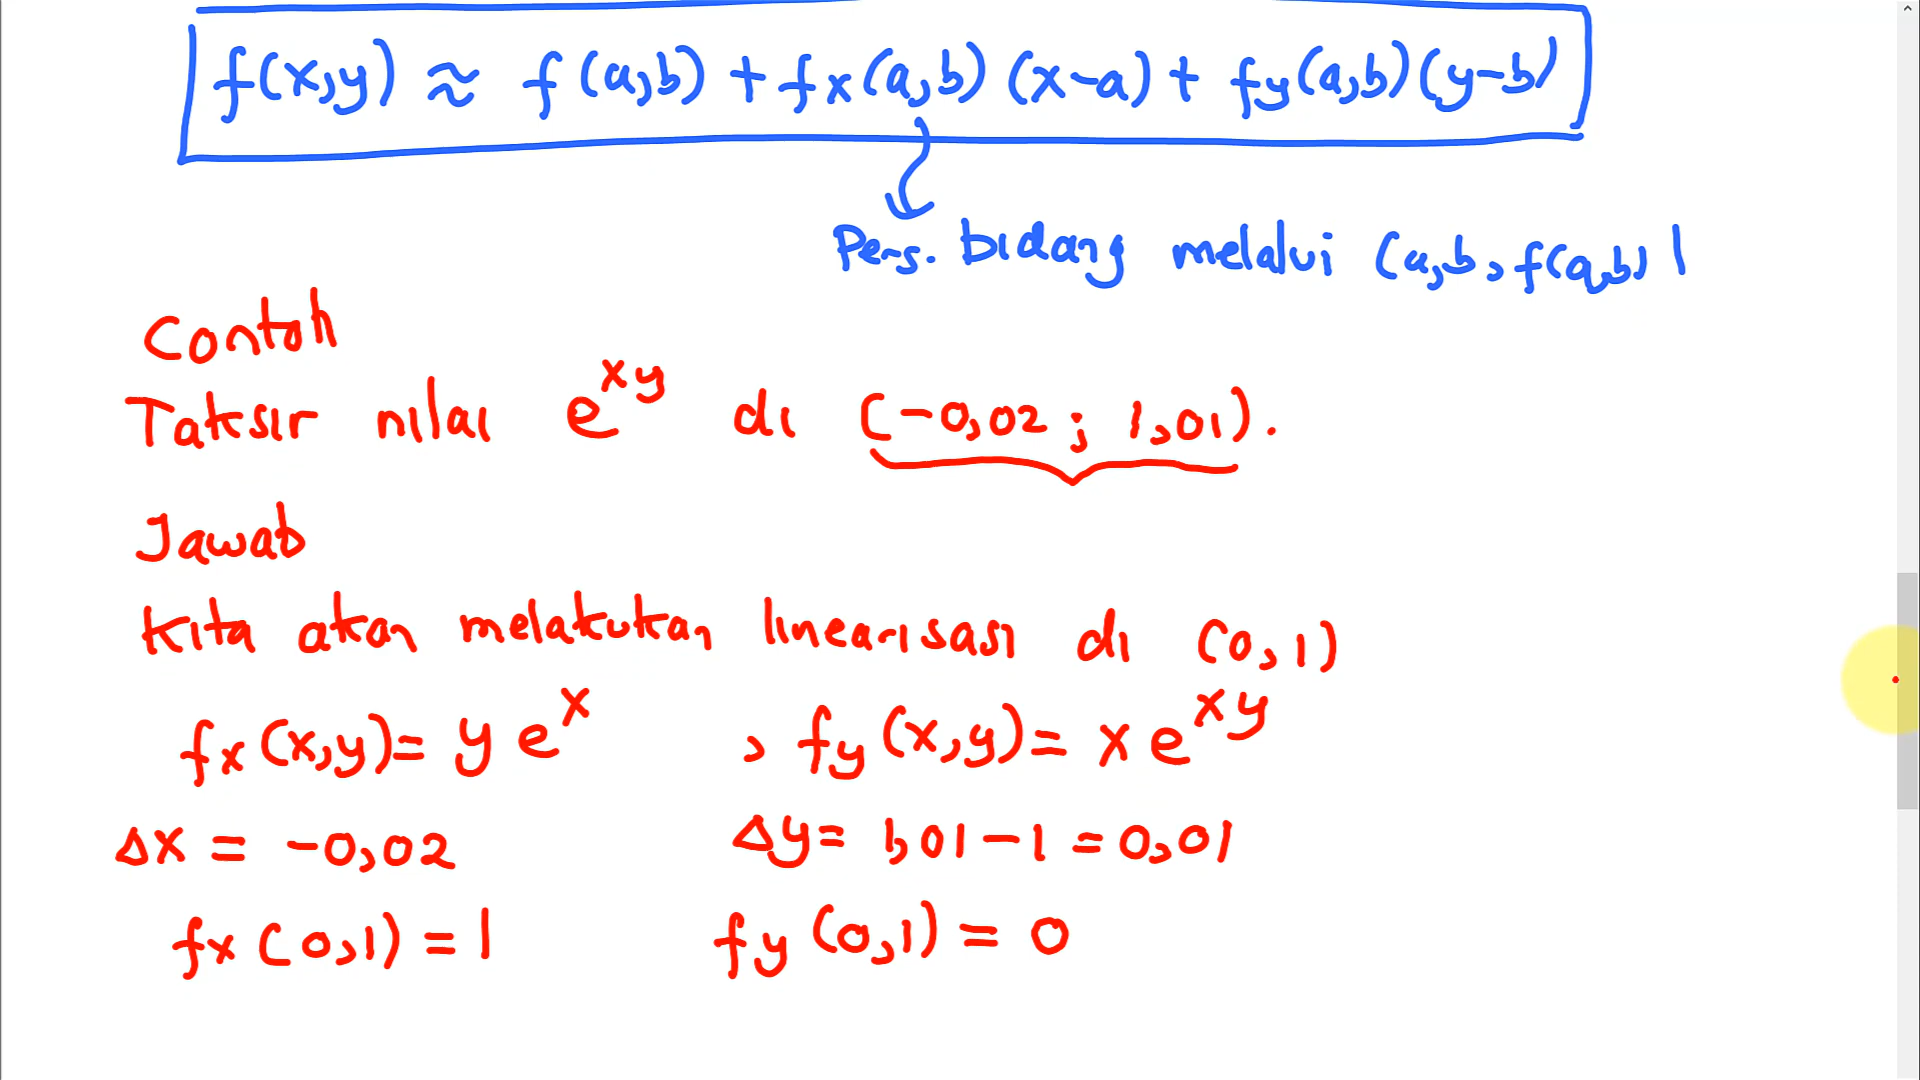 f(x,y) ≈ f(a,b) + fx(a,b)(x-a) + fy(a,b)(y-b)
Pers. bidang melalui (a,b, f(a,b))
Contoh
Taksir nilai e^xy di (-0,02 ; 1,01).
Jawab
Kita akan melakukan linearisasi di (0,1)
fx(x,y) = y e^x , fy(x,y) = x e^xy
Δx = -0,02 Δy = 1,01 - 1 = 0,01
fx(0,1) = 1 fy(0,1) = 0